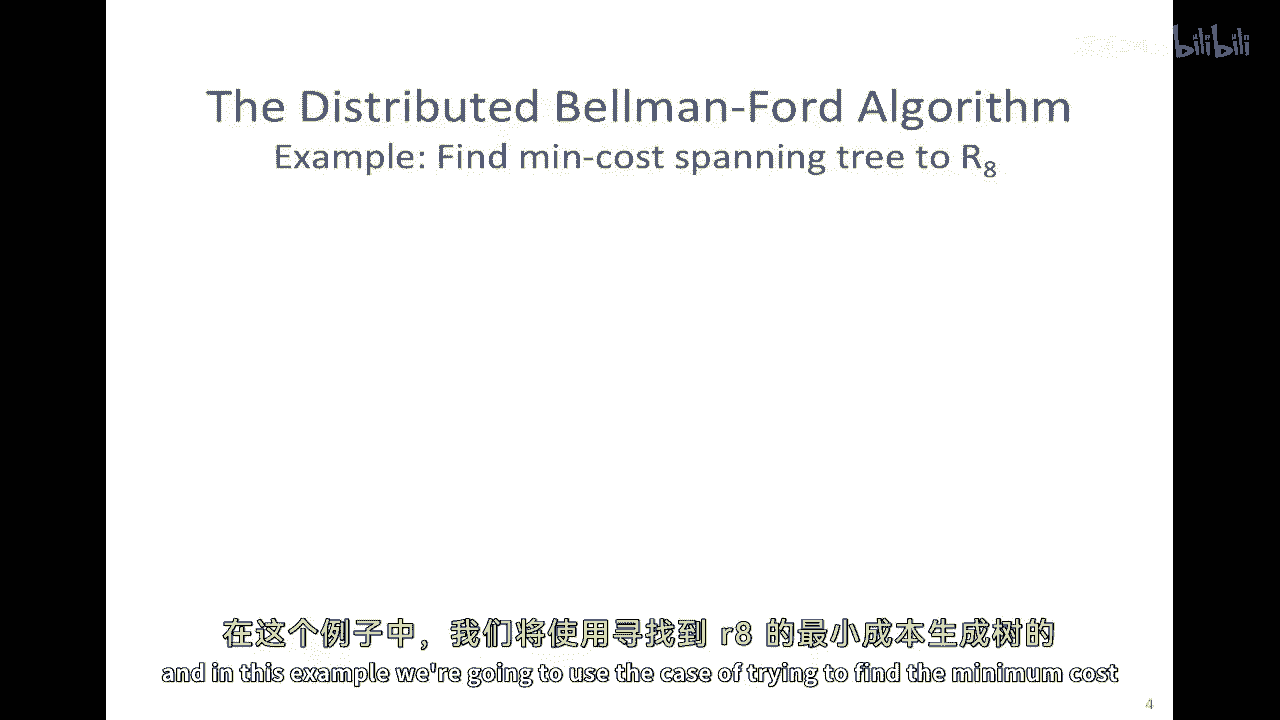 bilibili
The Distributed Bellman-Ford Algorithm
Example: Find min-cost spanning tree to R₈
在这个例子中，我们将使用寻找到 r8 的最小成本生成树的
and in this example we're going to use the case of trying to find the minimum cost
4